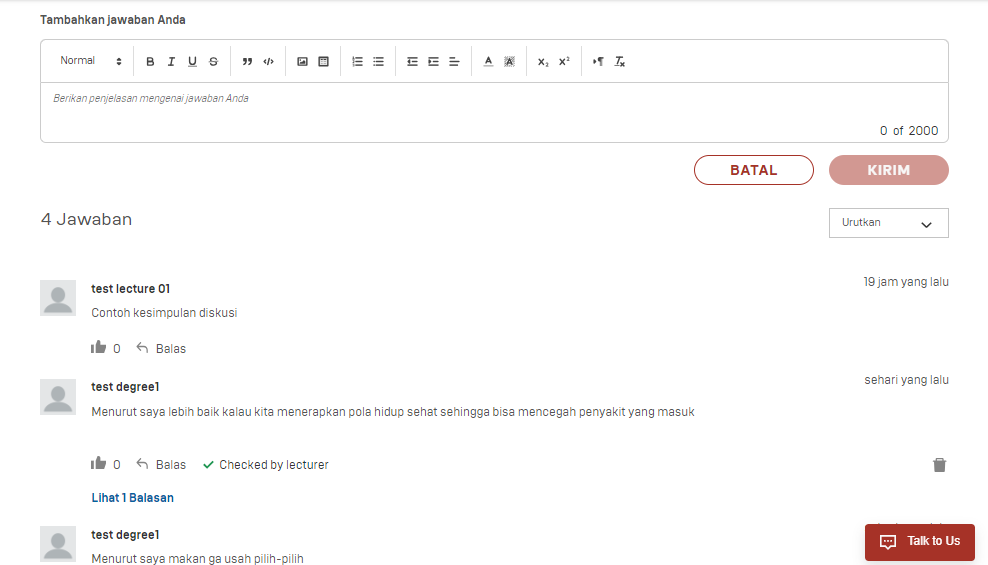 Tambahkan jawaban Anda
Normal
Berikan penjelasan mengenai jawaban Anda
0 of 2000
BATAL
KIRIM
4 Jawaban
Urutkan
test lecture 01
19 jam yang lalu
Contoh kesimpulan diskusi
0 Balas
test degree1
sehari yang lalu
Menurut saya lebih baik kalau kita menerapkan pola hidup sehat sehingga bisa mencegah penyakit yang masuk
0 Balas Checked by lecturer
Lihat 1 Balasan
test degree1
Menurut saya makan ga usah pilih-pilih
Talk to Us